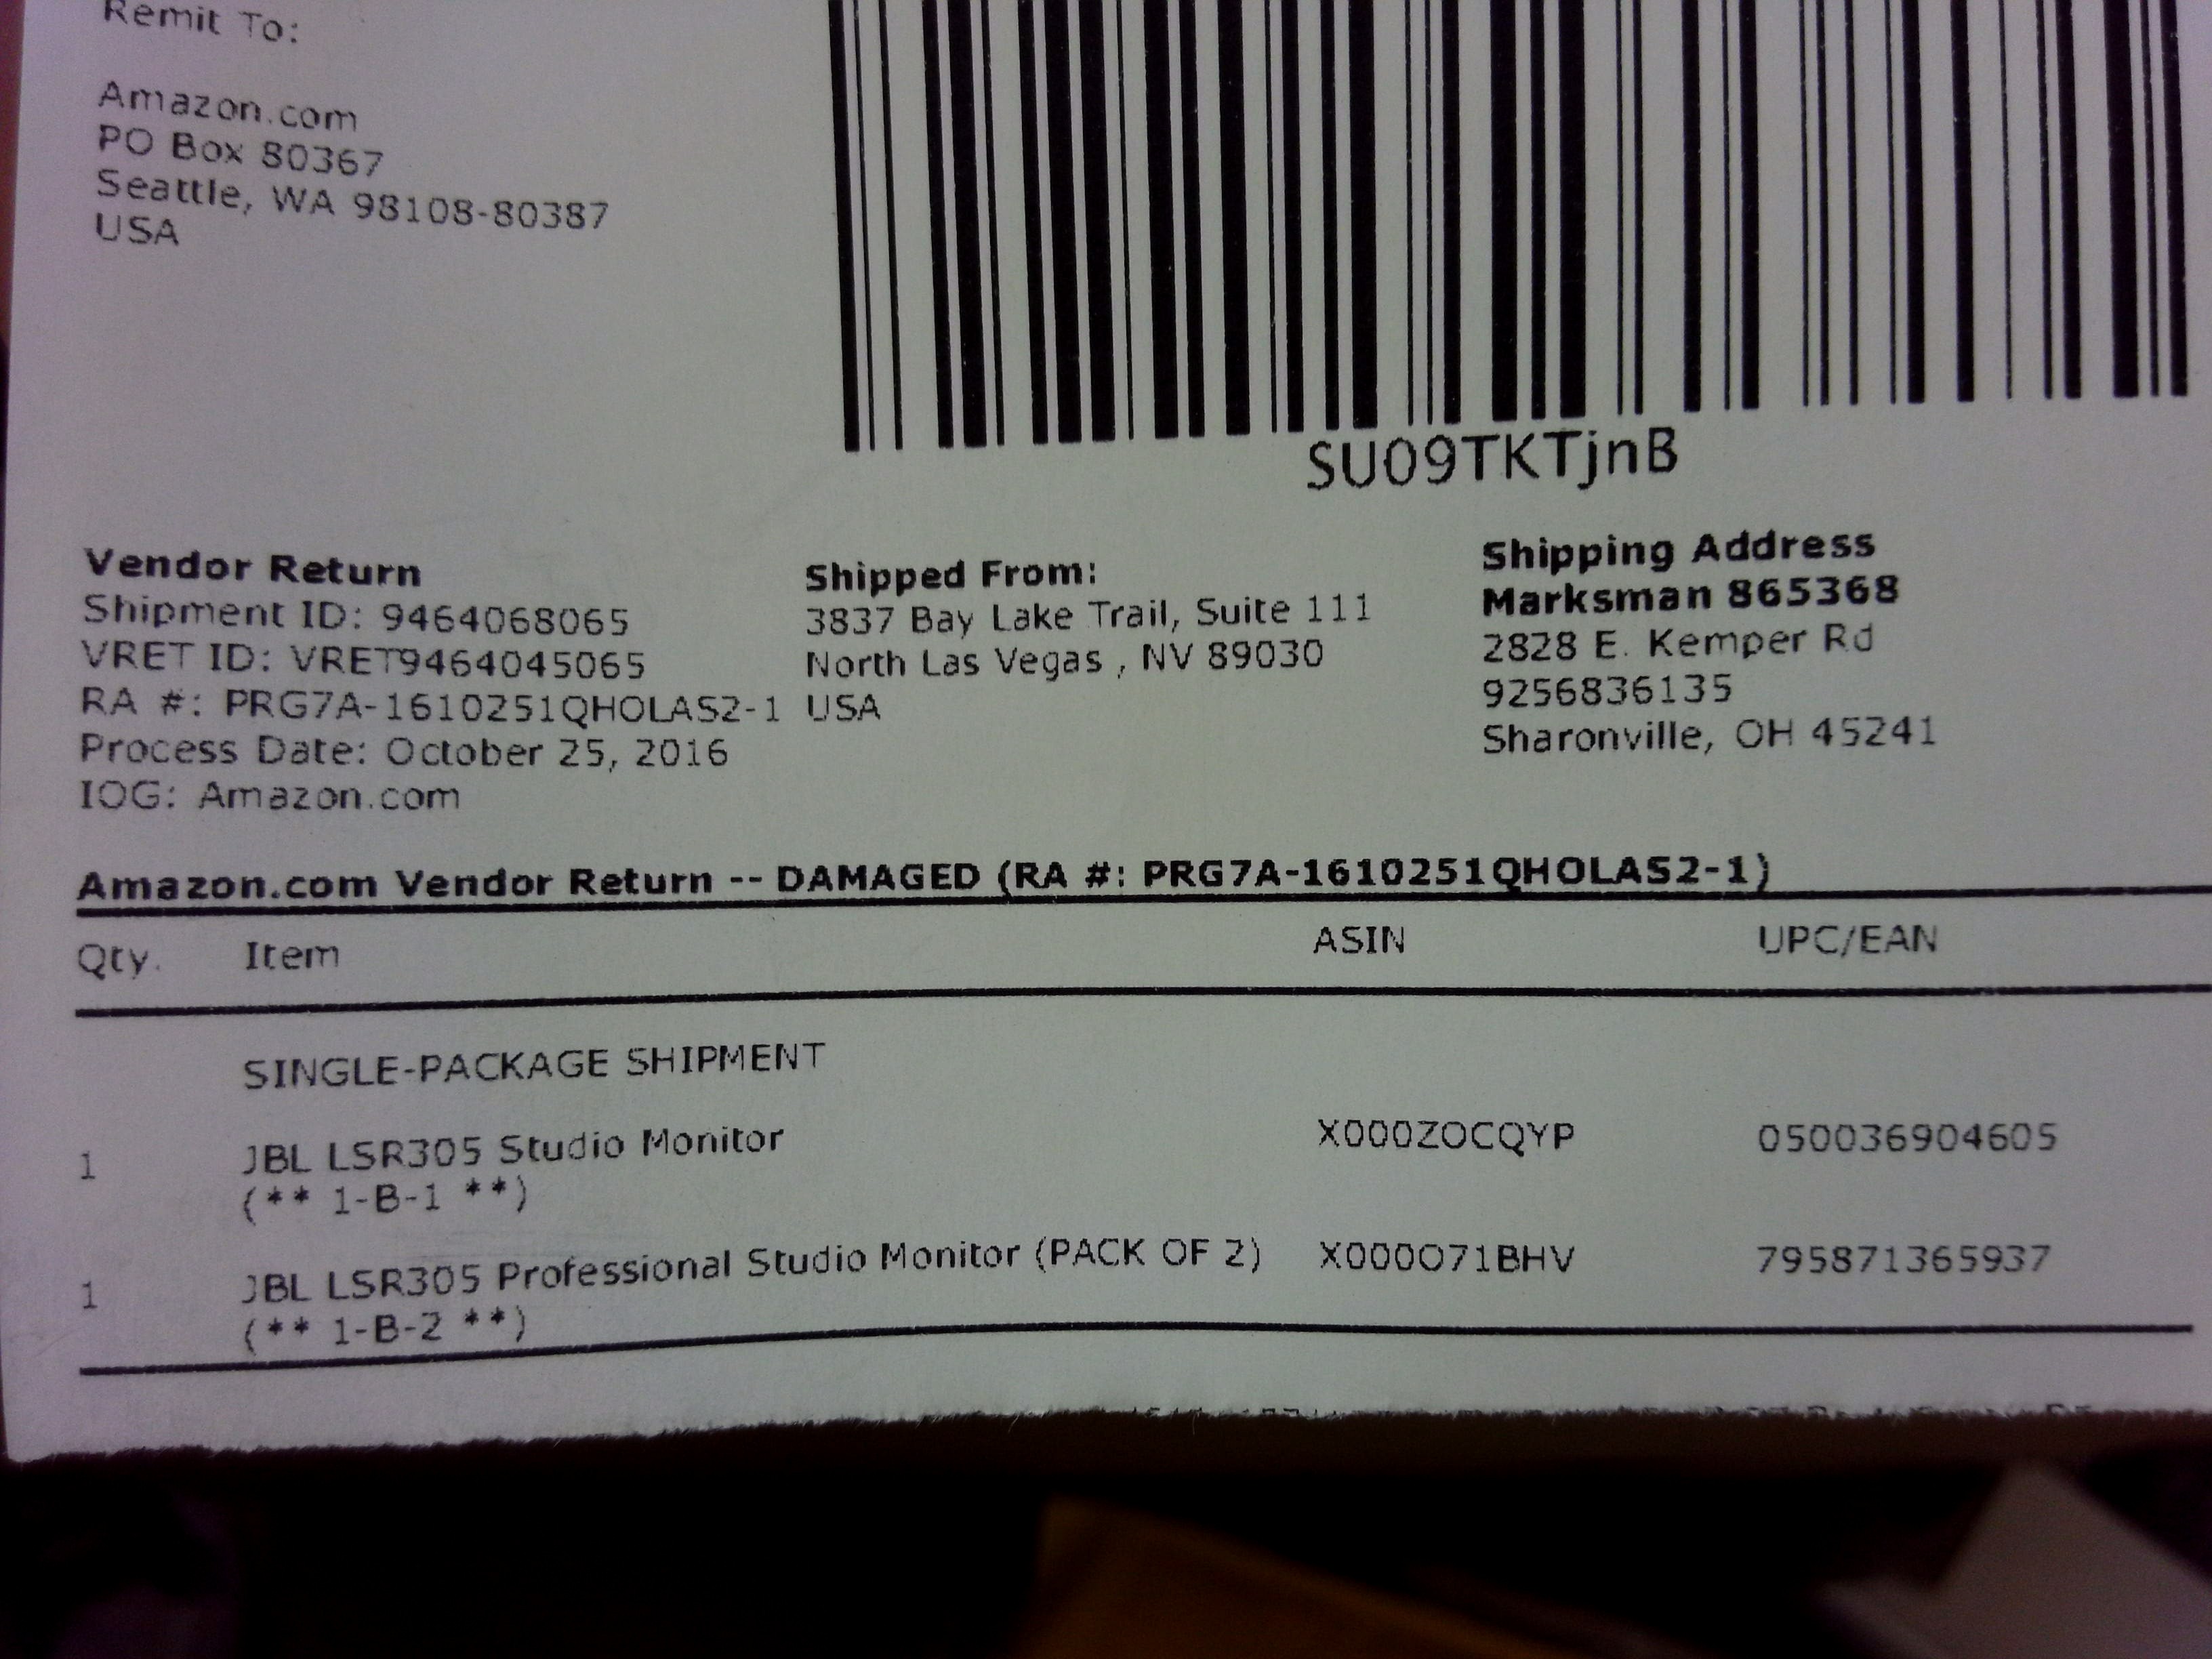 Remit To:
Amazon.com
PO Box 80367
Seattle, WA 98108-80387
USA
SU09TKTjnB
Vendor Return
Shipment ID: 9464068065
VRET ID: VRET9464045065
RA #: PRG7A-1610251QHOLAS2-1
Process Date: October 25, 2016
IOG: Amazon.com
Shipped From:
3837 Bay Lake Trail, Suite 111
North Las Vegas , NV 89030
USA
Shipping Address
Marksman 865368
2828 E. Kemper Rd
9256836135
Sharonville, OH 45241
Amazon.com Vendor Return -- DAMAGED (RA #: PRG7A-1610251QHOLAS2-1)
Qty. Item ASIN UPC/EAN
SINGLE-PACKAGE SHIPMENT
1 JBL LSR305 Studio Monitor X000ZOCQYP 050036904605
(** 1-B-1 **)
1 JBL LSR305 Professional Studio Monitor (PACK OF 2) X000O71BHV 795871365937
(** 1-B-2 **)